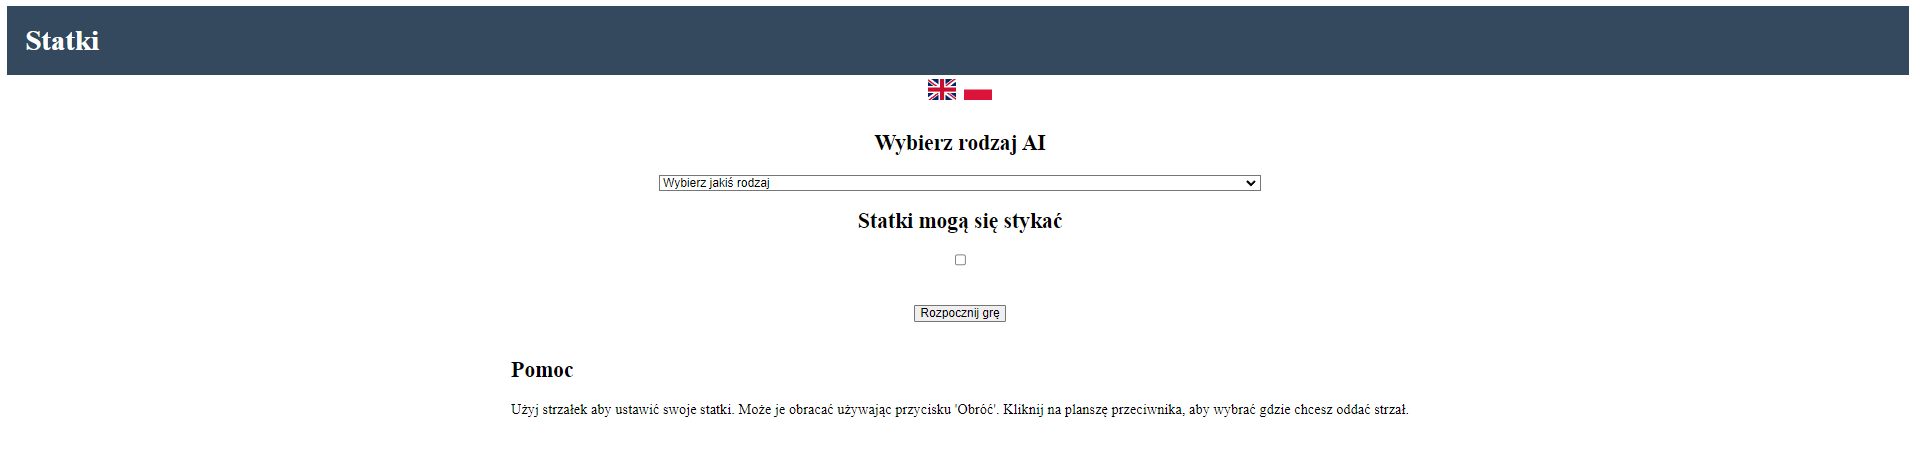 Statki
Wybierz rodzaj AI
Wybierz jakiś rodzaj
Statki mogą się stykać
Rozpocznij grę
Pomoc
Użyj strzałek aby ustawić swoje statki. Może je obracać używając przycisku 'Obróć'. Kliknij na planszę przeciwnika, aby wybrać gdzie chcesz oddać strzał.